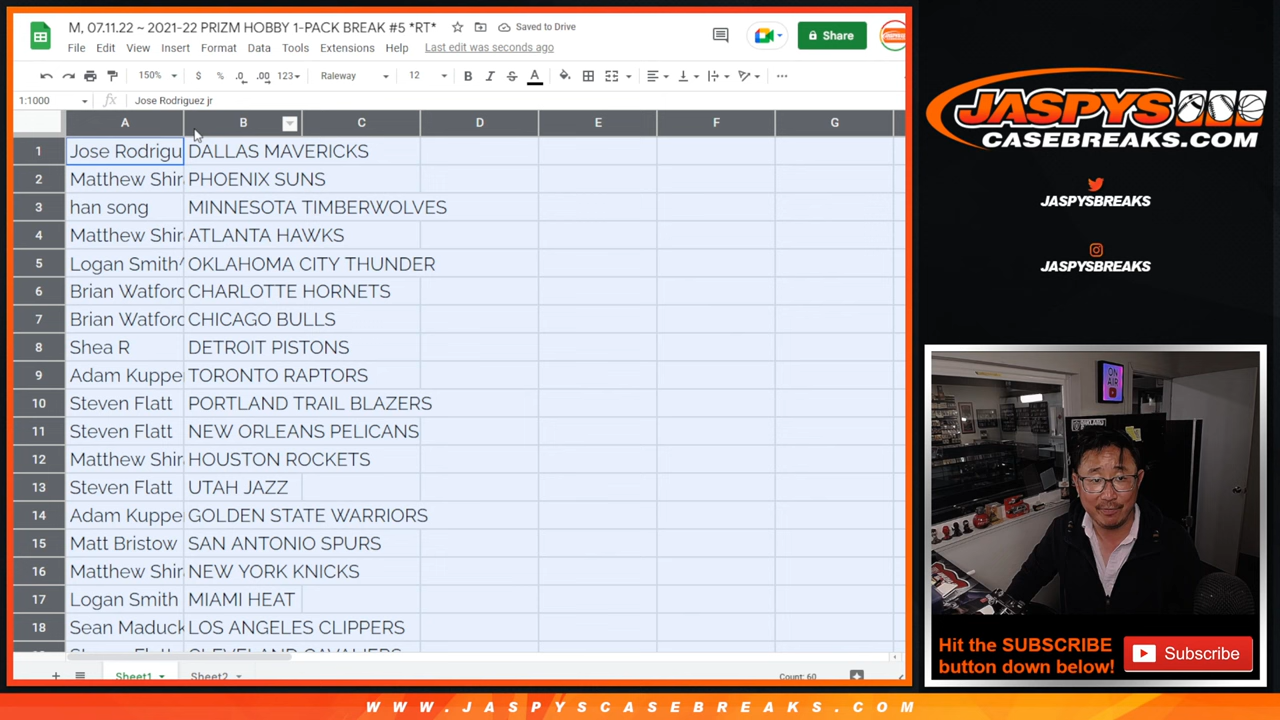 M, 07.11.22 ~ 2021-22 PRIZM HOBBY 1-PACK BREAK #5 *RT*
Saved to Drive
Share
File Edit View Insert Format Data Tools Extensions Help Last edit was seconds ago
150% $ % .0 .00 123 Raleway 12 B I S A
1:1000 fx Jose Rodriguez jr
A B C D E F G
1 Jose Rodrigu DALLAS MAVERICKS
2 Matthew Shir PHOENIX SUNS
3 han song MINNESOTA TIMBERWOLVES
4 Matthew Shir ATLANTA HAWKS
5 Logan Smith^ OKLAHOMA CITY THUNDER
6 Brian Watford CHARLOTTE HORNETS
7 Brian Watford CHICAGO BULLS
8 Shea R DETROIT PISTONS
9 Adam Kuppe TORONTO RAPTORS
10 Steven Flatt PORTLAND TRAIL BLAZERS
11 Steven Flatt NEW ORLEANS PELICANS
12 Matthew Shir HOUSTON ROCKETS
13 Steven Flatt UTAH JAZZ
14 Adam Kuppe GOLDEN STATE WARRIORS
15 Matt Bristow SAN ANTONIO SPURS
16 Matthew Shir NEW YORK KNICKS
17 Logan Smith MIAMI HEAT
18 Sean Maduck LOS ANGELES CLIPPERS
Steven Flatt CLEVELAND CAVALIERS
Sheet1 Sheet2 Count: 60
JASPYS
CASEBREAKS.COM
JASPYSBREAKS
JASPYSBREAKS
ON
AIR
Hit the SUBSCRIBE
button down below!
Subscribe
WWW.JASPYSCASEBREAKS.COM